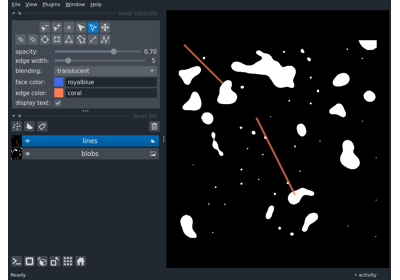 File View Plugins Window Help
layer controls
opacity: 0.70
edge width: 5
blending: translucent
face color: royalblue
edge color: coral
display text:
layer list
lines
blobs
Ready
activity